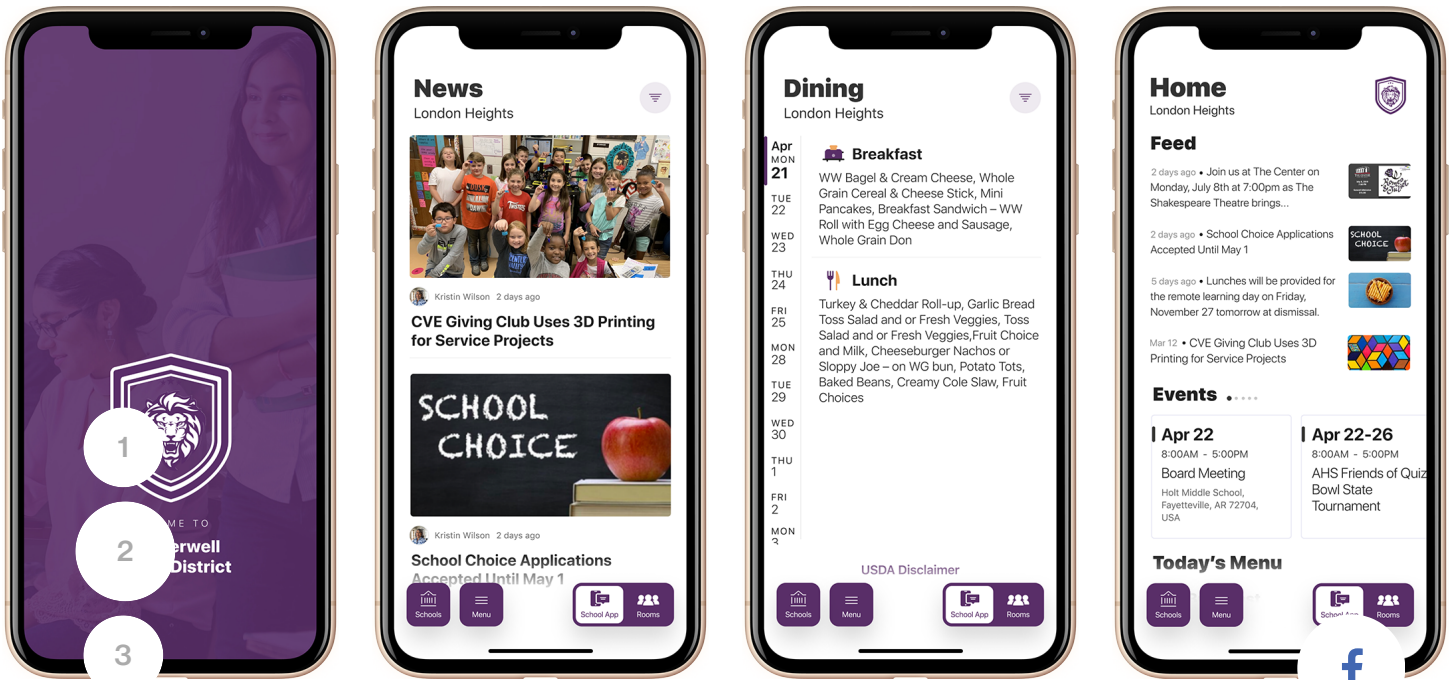 1
2
3
ME TO
erwell
District
News
London Heights
Kristin Wilson 2 days ago
CVE Giving Club Uses 3D Printing
for Service Projects
SCHOOL
CHOICE
Kristin Wilson 2 days ago
School Choice Applications
Accepted Until May 1
Schools
Menu
School App
Rooms
Dining
London Heights
Apr
MON
21
TUE
22
WED
23
THU
24
FRI
25
MON
28
TUE
29
WED
30
THU
1
FRI
2
MON
3
Breakfast
WW Bagel & Cream Cheese, Whole
Grain Cereal & Cheese Stick, Mini
Pancakes, Breakfast Sandwich – WW
Roll with Egg Cheese and Sausage,
Whole Grain Don
Lunch
Turkey & Cheddar Roll-up, Garlic Bread
Toss Salad and or Fresh Veggies, Toss
Salad and or Fresh Veggies,Fruit Choice
and Milk, Cheeseburger Nachos or
Sloppy Joe – on WG bun, Potato Tots,
Baked Beans, Creamy Cole Slaw, Fruit
Choices
USDA Disclaimer
Schools
Menu
School App
Rooms
Home
London Heights
Feed
2 days ago • Join us at The Center on
Monday, July 8th at 7:00pm as The
Shakespeare Theatre brings...
2 days ago • School Choice Applications
Accepted Until May 1
SCHOOL
CHOICE
5 days ago • Lunches will be provided for
the remote learning day on Friday,
November 27 tomorrow at dismissal.
Mar 12 • CVE Giving Club Uses 3D
Printing for Service Projects
Events
Apr 22
8:00AM - 5:00PM
Board Meeting
Holt Middle School,
Fayetteville, AR 72704,
USA
Apr 22-26
8:00AM - 5:00PM
AHS Friends of Quiz
Bowl State
Tournament
Today's Menu
Schools
Menu
School App
Rooms
f